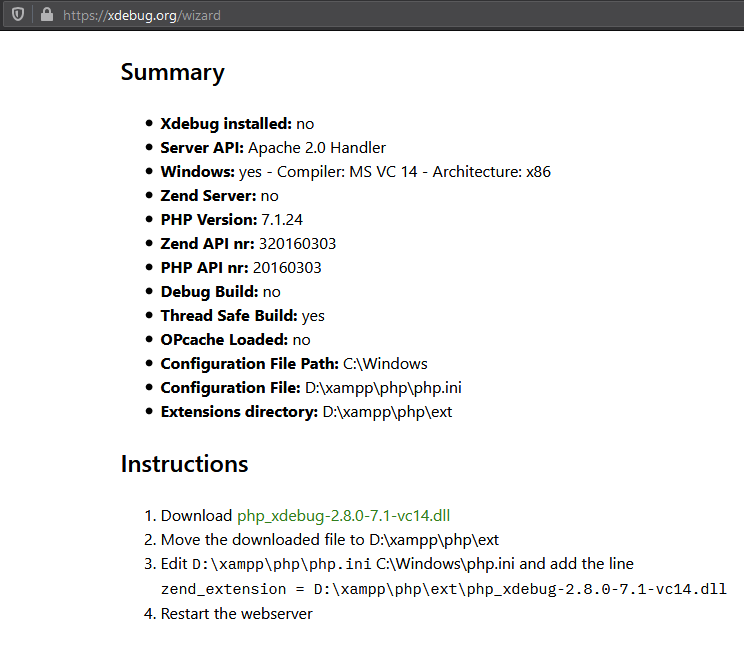 https://xdebug.org/wizard
Summary
• Xdebug installed: no
• Server API: Apache 2.0 Handler
• Windows: yes - Compiler: MS VC 14 - Architecture: x86
• Zend Server: no
• PHP Version: 7.1.24
• Zend API nr: 320160303
• PHP API nr: 20160303
• Debug Build: no
• Thread Safe Build: yes
• OPcache Loaded: no
• Configuration File Path: C:\Windows
• Configuration File: D:\xampp\php\php.ini
• Extensions directory: D:\xampp\php\ext
Instructions
1. Download php_xdebug-2.8.0-7.1-vc14.dll
2. Move the downloaded file to D:\xampp\php\ext
3. Edit D:\xampp\php\php.ini C:\Windows\php.ini and add the line
zend_extension = D:\xampp\php\ext\php_xdebug-2.8.0-7.1-vc14.dll
4. Restart the webserver